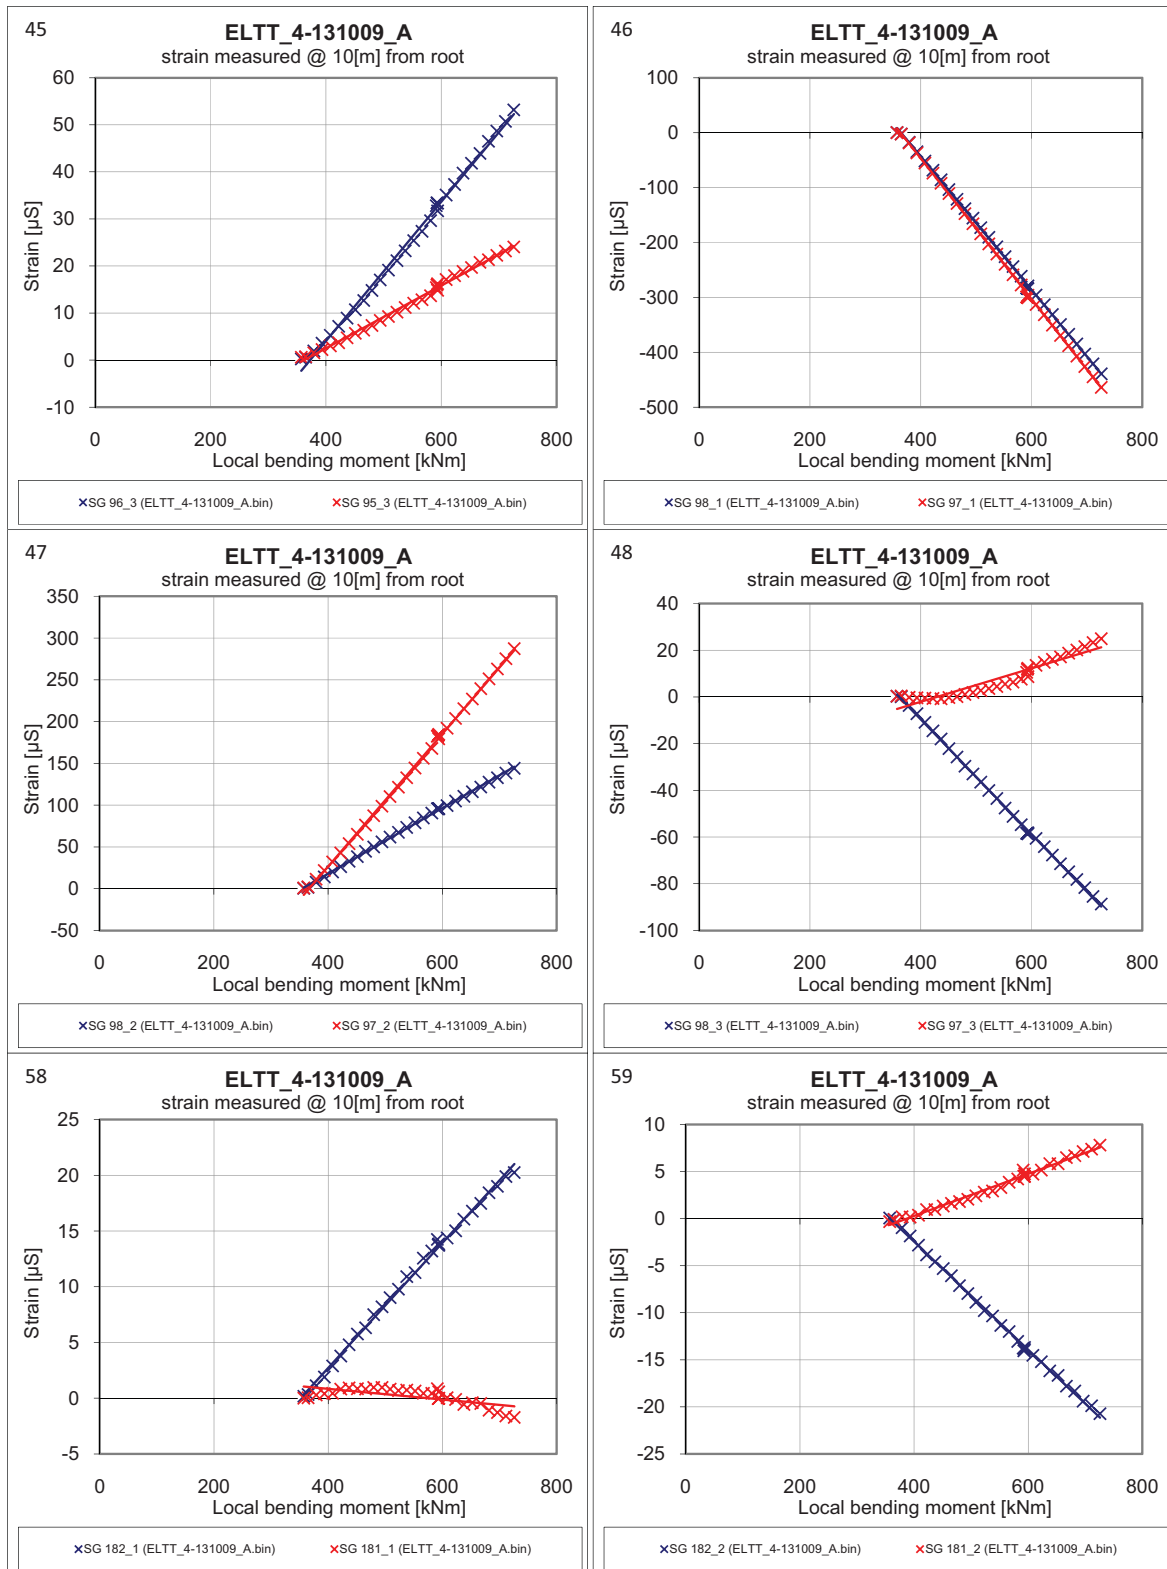 45
ELTT_4-131009_A
strain measured @ 10[m] from root
60
50
40
30
20
10
0
-10
Strain [µS]
0 200 400 600 800
Local bending moment [kNm]
SG 96_3 (ELTT_4-131009_A.bin) SG 95_3 (ELTT_4-131009_A.bin)
46
ELTT_4-131009_A
strain measured @ 10[m] from root
100
0
-100
-200
-300
-400
-500
Strain [µS]
0 200 400 600 800
Local bending moment [kNm]
SG 98_1 (ELTT_4-131009_A.bin) SG 97_1 (ELTT_4-131009_A.bin)
47
ELTT_4-131009_A
strain measured @ 10[m] from root
350
300
250
200
150
100
50
0
-50
Strain [µS]
0 200 400 600 800
Local bending moment [kNm]
SG 98_2 (ELTT_4-131009_A.bin) SG 97_2 (ELTT_4-131009_A.bin)
48
ELTT_4-131009_A
strain measured @ 10[m] from root
40
20
0
-20
-40
-60
-80
-100
Strain [µS]
0 200 400 600 800
Local bending moment [kNm]
SG 98_3 (ELTT_4-131009_A.bin) SG 97_3 (ELTT_4-131009_A.bin)
58
ELTT_4-131009_A
strain measured @ 10[m] from root
25
20
15
10
5
0
-5
Strain [µS]
0 200 400 600 800
Local bending moment [kNm]
SG 182_1 (ELTT_4-131009_A.bin) SG 181_1 (ELTT_4-131009_A.bin)
59
ELTT_4-131009_A
strain measured @ 10[m] from root
10
5
0
-5
-10
-15
-20
-25
Strain [µS]
0 200 400 600 800
Local bending moment [kNm]
SG 182_2 (ELTT_4-131009_A.bin) SG 181_2 (ELTT_4-131009_A.bin)